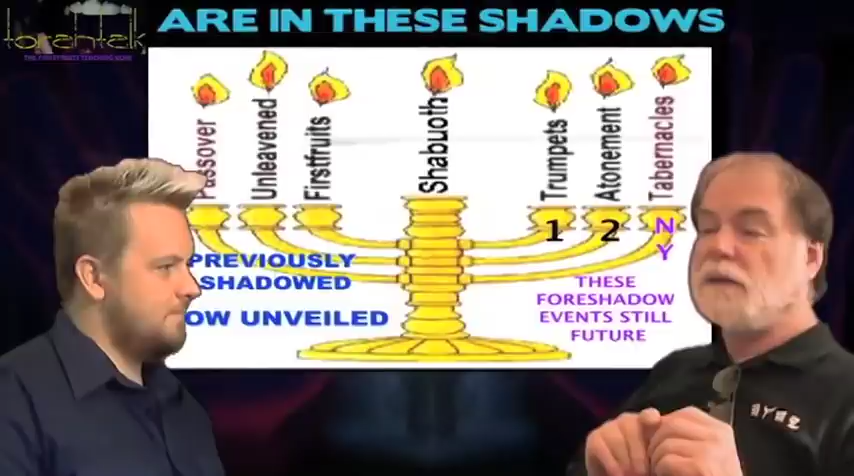 ARE IN THESE SHADOWS
torahtalk
Passover
Unleavened
Firstfruits
Shabuoth
Trumpets
Atonement
Tabernacles
1
2
N
Y
PREVIOUSLY
SHADOWED
OW UNVEILED
THESE
FORESHADOW
EVENTS STILL
FUTURE